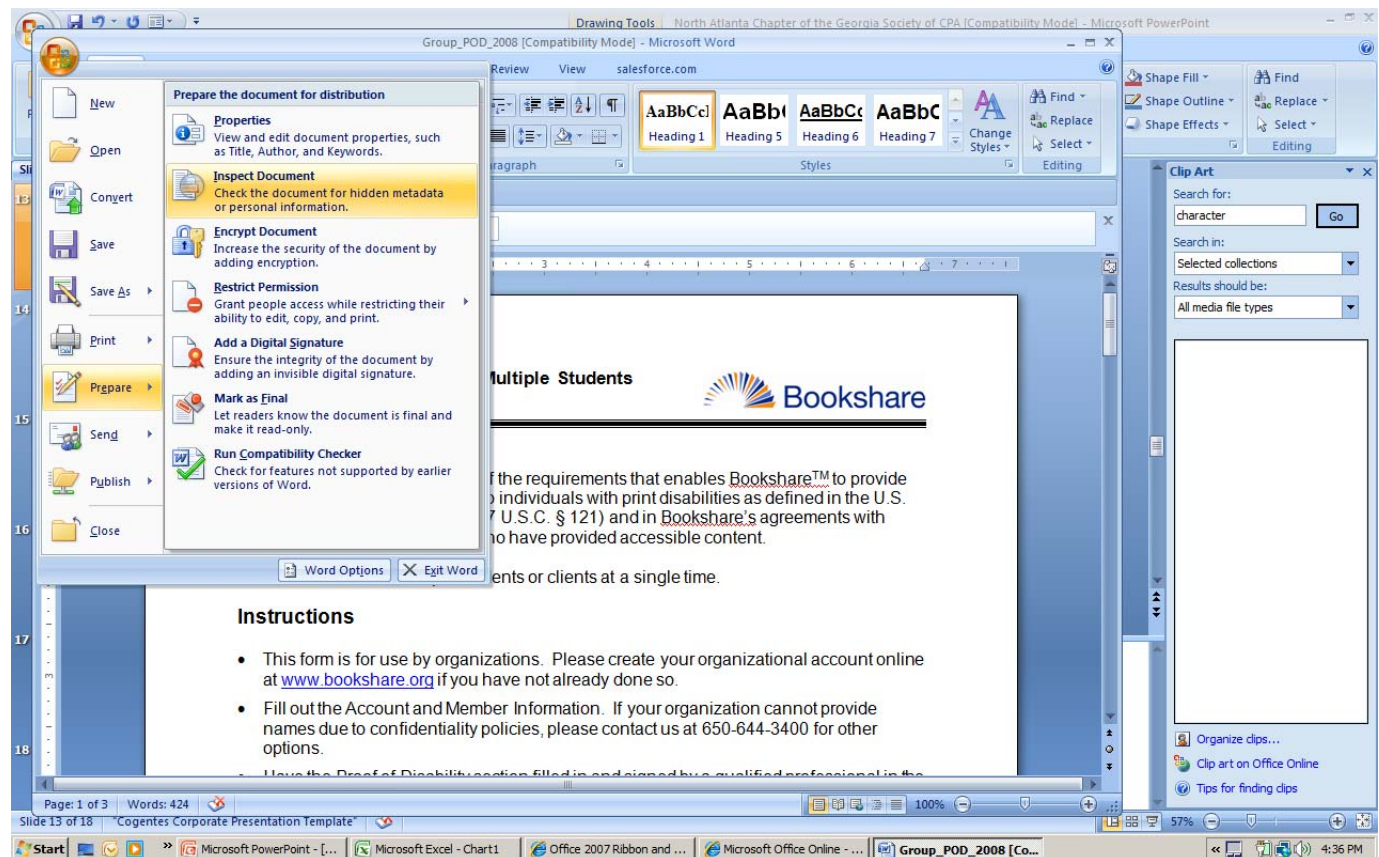 Drawing Tools North Atlanta Chapter of the Georgia Society of CPA [Compatibility Mode] - Microsoft PowerPoint
Group_POD_2008 [Compatibility Mode] - Microsoft Word
Review View salesforce.com
New
Open
Convert
Save
Save As
Print
Prepare
Send
Publish
Close
Prepare the document for distribution
Properties
View and edit document properties, such
as Title, Author, and Keywords.
Inspect Document
Check the document for hidden metadata
or personal information.
Encrypt Document
Increase the security of the document by
adding encryption.
Restrict Permission
Grant people access while restricting their
ability to edit, copy, and print.
Add a Digital Signature
Ensure the integrity of the document by
adding an invisible digital signature.
Mark as Final
Let readers know the document is final and
make it read-only.
Run Compatibility Checker
Check for features not supported by earlier
versions of Word.
Word Options Exit Word
AaBbCcI AaBb AaBbCc AaBbC
Heading 1 Heading 5 Heading 6 Heading 7
Change
Styles
Find
Replace
Select
Styles Editing
Shape Fill
Shape Outline
Shape Effects
Find
Replace
Select
Editing
Clip Art
Search for:
character Go
Search in:
Selected collections
Results should be:
All media file types
Organize clips...
Clip art on Office Online
Tips for finding clips
3 4 5 6 7
13
14
15
16
17
18
Multiple Students
Bookshare
f the requirements that enables Bookshare™ to provide
individuals with print disabilities as defined in the U.S.
7 U.S.C. § 121) and in Bookshare's agreements with
ho have provided accessible content.
ents or clients at a single time.
Instructions
• This form is for use by organizations. Please create your organizational account online
at www.bookshare.org if you have not already done so.
• Fill out the Account and Member Information. If your organization cannot provide
names due to confidentiality policies, please contact us at 650-644-3400 for other
options.
Page: 1 of 3 Words: 424 100%
Slide 13 of 18 "Cogentes Corporate Presentation Template" 57%
Start Microsoft PowerPoint - [... Microsoft Excel - Chart1 Office 2007 Ribbon and ... Microsoft Office Online - ... Group_POD_2008 [Co... 4:36 PM